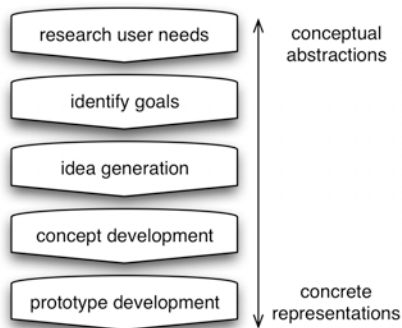 research user needs
conceptual
abstractions
identify goals
idea generation
concept development
prototype development
concrete
representations